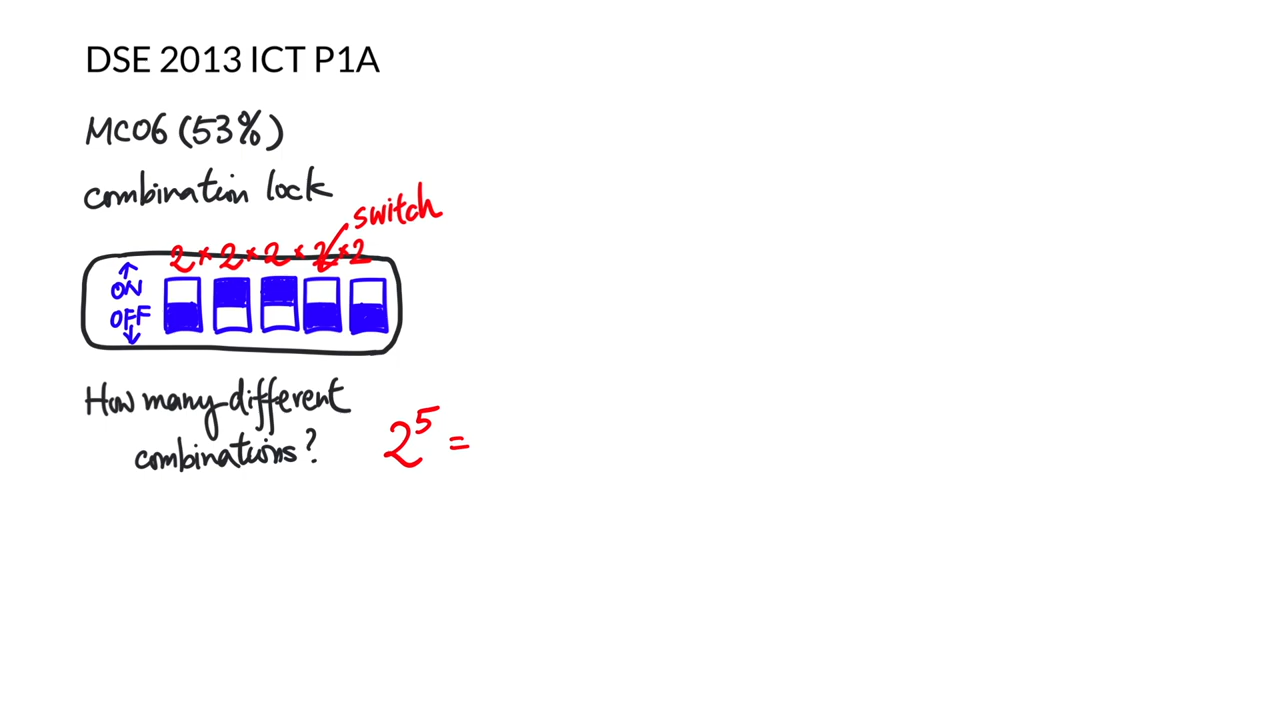 DSE 2013 ICT P1A
MC06 (53%)
combination lock
switch
2 × 2 × 2 × 2 × 2
↑
ON
OFF
↓
How many different
combinations?
2⁵ =